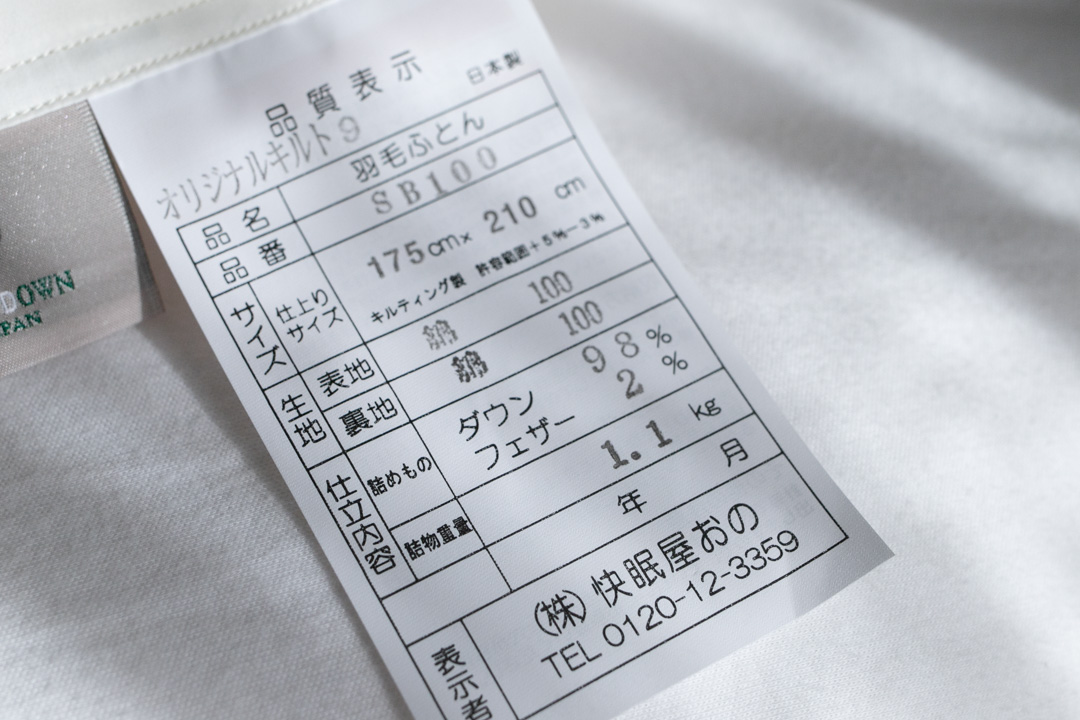 品質表示
日本製
オリジナルキルト9
品名 羽毛ふとん
品番 SB100
サイズ 仕上りサイズ 175cm× 210 cm
キルティング製 許容範囲+5%−3%
生地 表地 綿 100
裏地 綿 100
仕立内容 詰めもの ダウン 98 %
フェザー 2 %
詰物重量 1.1 kg
年 月
表示者 (株)快眠屋おの
TEL 0120-12-3359
DOWN
PAN